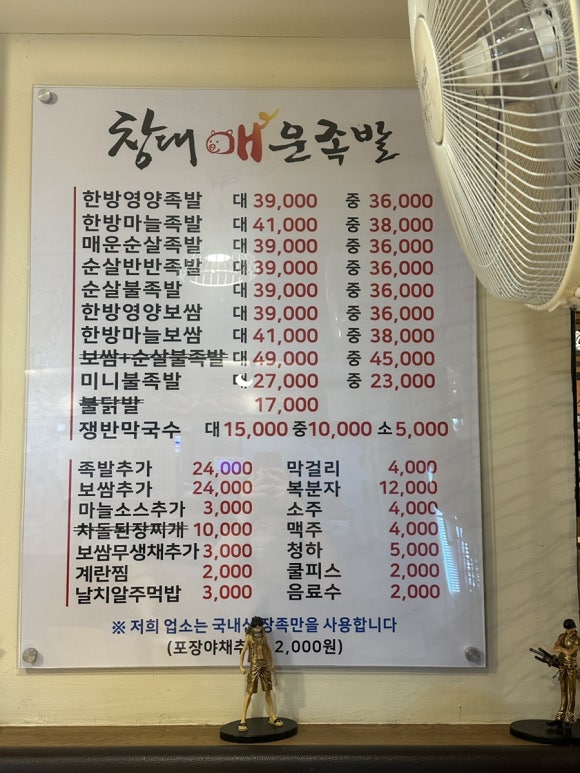 창대매운족발
한방영양족발 대 39,000 중 36,000
한방마늘족발 대 41,000 중 38,000
매운순살족발 대 39,000 중 36,000
순살반반족발 대 39,000 중 36,000
순살불족발 대 39,000 중 36,000
한방영양보쌈 대 39,000 중 36,000
한방마늘보쌈 대 41,000 중 38,000
보쌈+순살불족발 대 49,000 중 45,000
미니불족발 대 27,000 중 23,000
불닭발 17,000
쟁반막국수 대 15,000 중 10,000 소 5,000
족발추가 24,000
보쌈추가 24,000
마늘소스추가 3,000
차돌된장찌개 10,000
보쌈무생채추가 3,000
계란찜 2,000
날치알주먹밥 3,000
막걸리 4,000
복분자 12,000
소주 4,000
맥주 4,000
청하 5,000
쿨피스 2,000
음료수 2,000
※ 저희 업소는 국내산 장족만을 사용합니다
(포장야채추 2,000원)